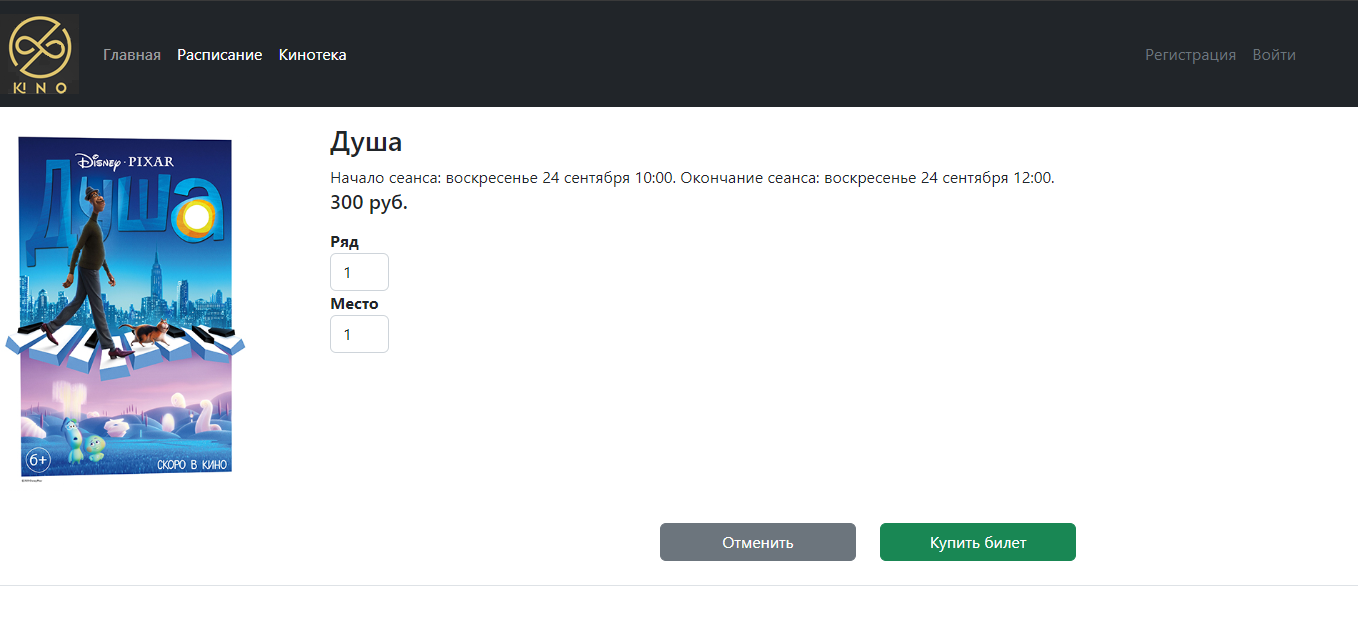 KINO
Главная Расписание Кинотека
Регистрация Войти
Disney · PIXAR
Душа
6+
СКОРО В КИНО
Душа
Начало сеанса: воскресенье 24 сентября 10:00. Окончание сеанса: воскресенье 24 сентября 12:00.
300 руб.
Ряд
1
Место
1
Отменить
Купить билет